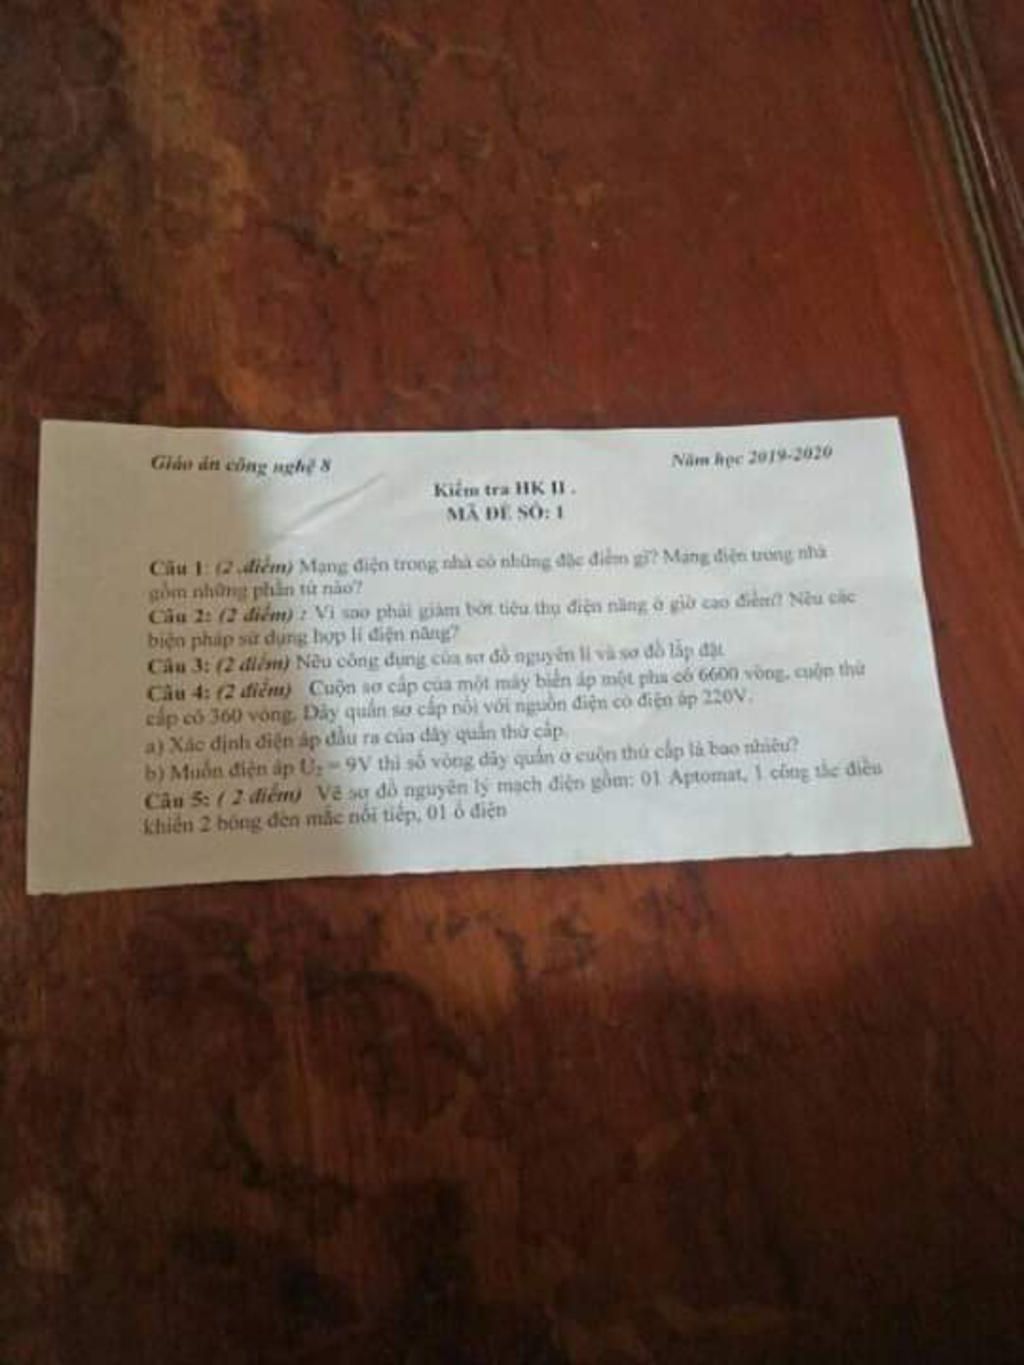 Giáo án công nghệ 8 Năm học 2019-2020
Kiểm tra HK II .
MÃ ĐỀ SỐ: 1
Câu 1: (2 .điểm) Mạng điện trong nhà có những đặc điểm gì? Mạng điện trong nhà
gồm những phần tử nào?
Câu 2: (2 điểm) : Vì sao phải giảm bớt tiêu thụ điện năng ở giờ cao điểm? Nêu các
biện pháp sử dụng hợp lí điện năng?
Câu 3: (2 điểm) Nêu công dụng của sơ đồ nguyên lí và sơ đồ lắp đặt
Câu 4: (2 điểm) Cuộn sơ cấp của một máy biến áp một pha có 6600 vòng, cuộn thứ
cấp có 360 vòng. Dây quấn sơ cấp nối với nguồn điện có điện áp 220V.
a) Xác định điện áp đầu ra của dây quấn thứ cấp.
b) Muốn điện áp U₂ = 9V thì số vòng dây quấn ở cuộn thứ cấp là bao nhiêu?
Câu 5: ( 2 điểm) Vẽ sơ đồ nguyên lý mạch điện gồm: 01 Aptomat, 1 công tắc điều
khiển 2 bóng đèn mắc nối tiếp, 01 ổ điện